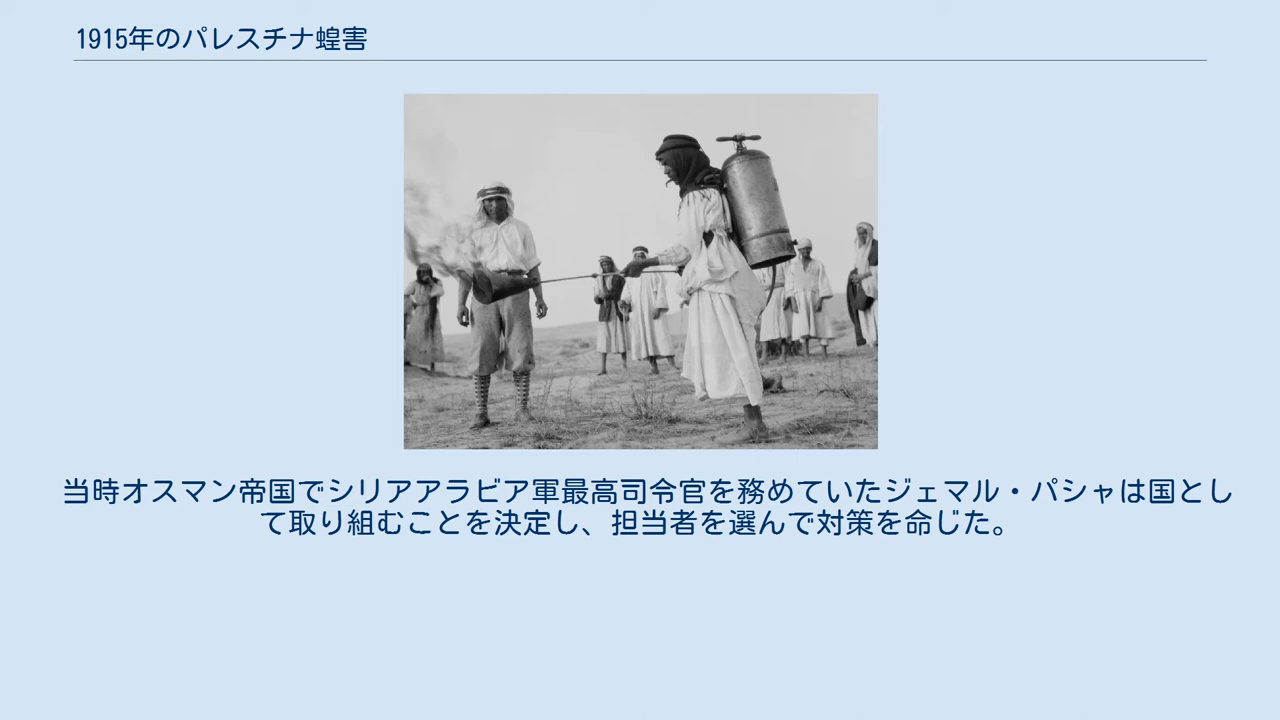 1915年のパレスチナ蝗害
当時オスマン帝国でシリアアラビア軍最高司令官を務めていたジェマル・パシャは国とし
て取り組むことを決定し、担当者を選んで対策を命じた。